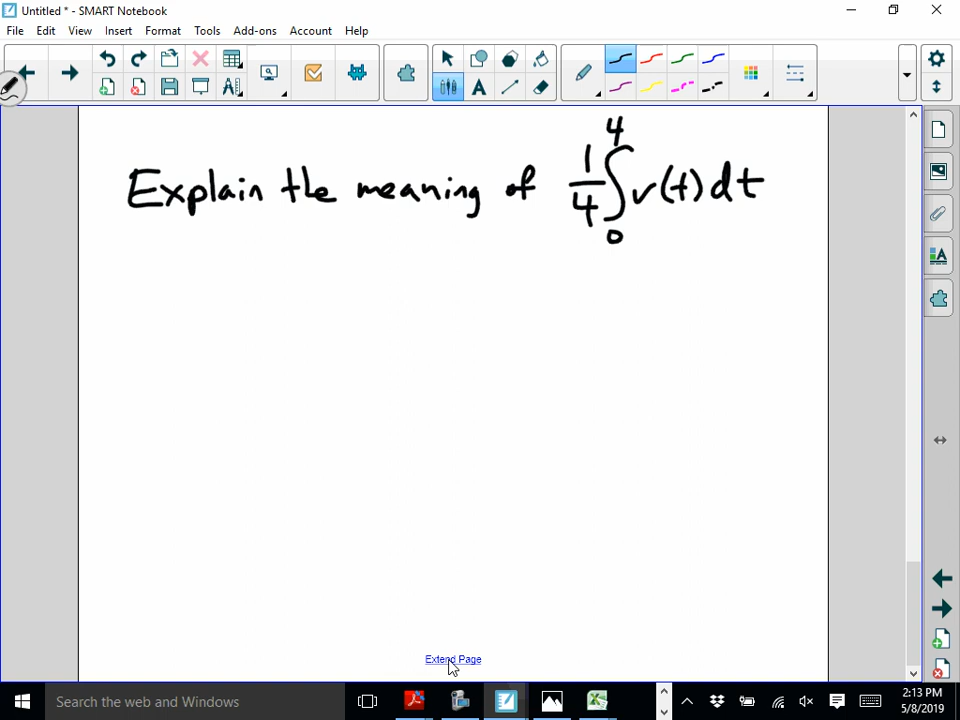 Untitled * - SMART Notebook
File Edit View Insert Format Tools Add-ons Account Help
Explain the meaning of 1/4 ∫₀⁴ v(t) dt
Extend Page
Search the web and Windows
2:13 PM
5/8/2019